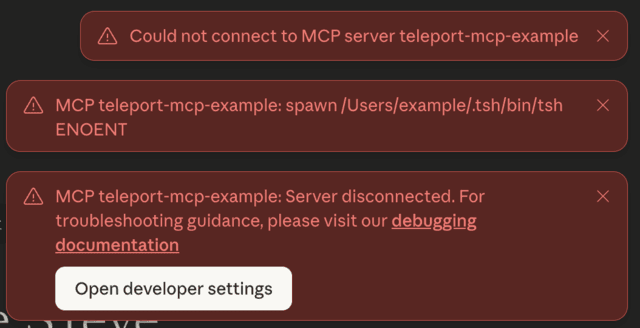 Could not connect to MCP server teleport-mcp-example
MCP teleport-mcp-example: spawn /Users/example/.tsh/bin/tsh
ENOENT
MCP teleport-mcp-example: Server disconnected. For
troubleshooting guidance, please visit our debugging
documentation
Open developer settings